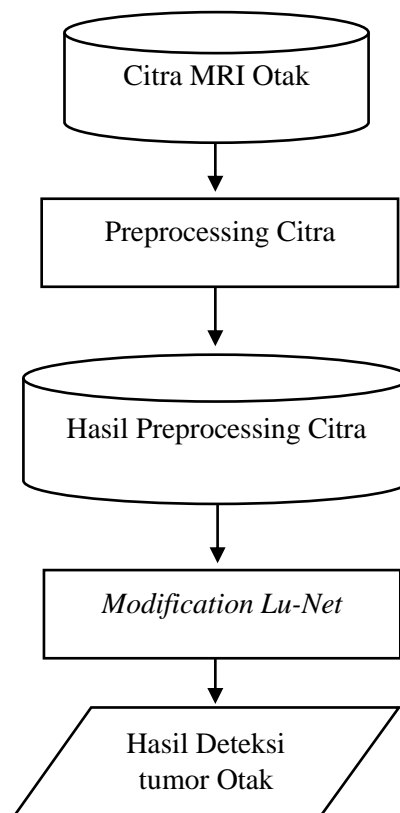 Citra MRI Otak
Preprocessing Citra
Hasil Preprocessing Citra
Modification Lu-Net
Hasil Deteksi
tumor Otak